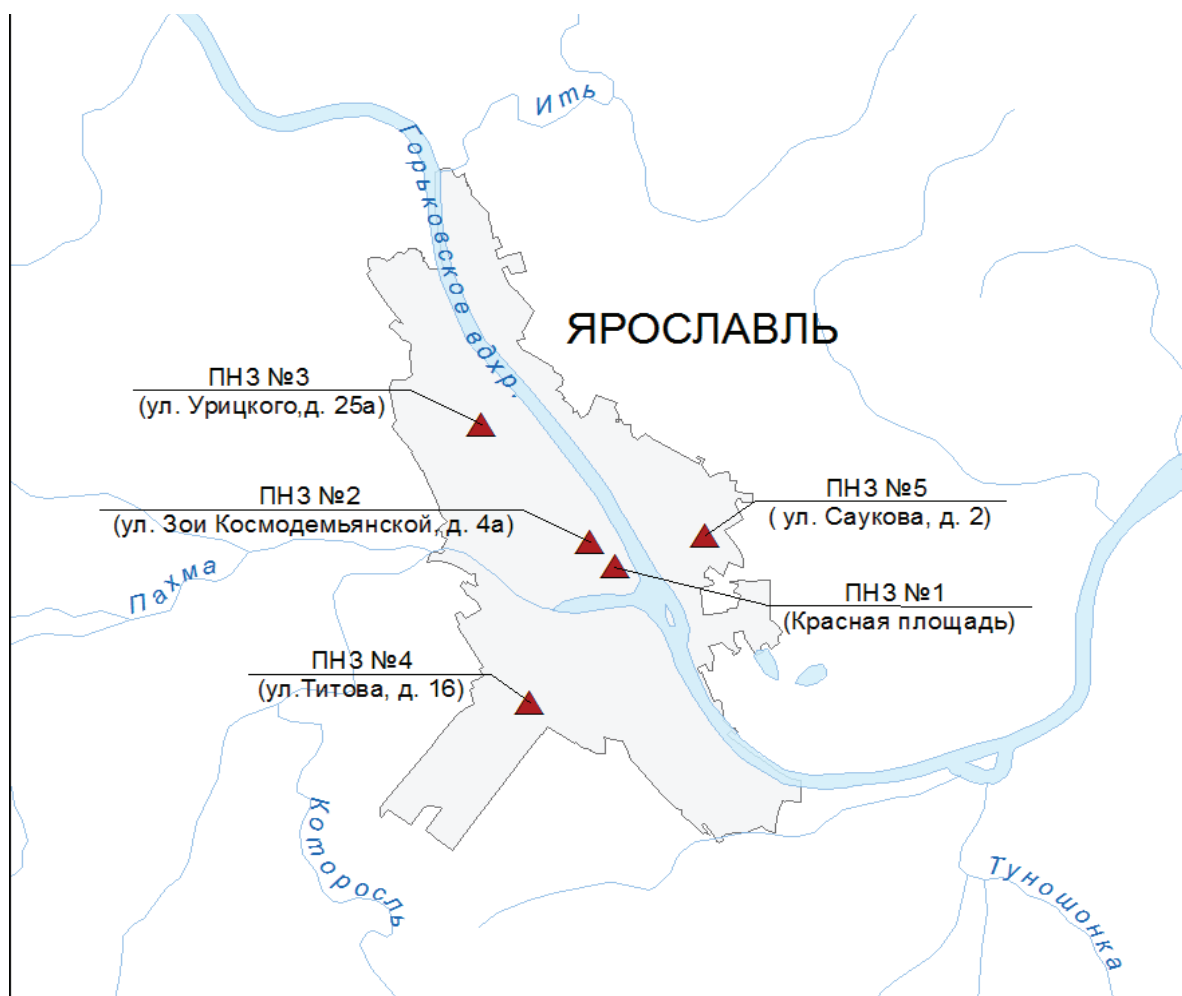 Ить
Горьковское вдхр.
ЯРОСЛАВЛЬ
ПНЗ №3
(ул. Урицкого,д. 25а)
ПНЗ №2
(ул. Зои Космодемьянской, д. 4а)
ПНЗ №5
( ул. Саукова, д. 2)
Пахма
ПНЗ №1
(Красная площадь)
ПНЗ №4
(ул.Титова, д. 16)
Которосль
Туношонка